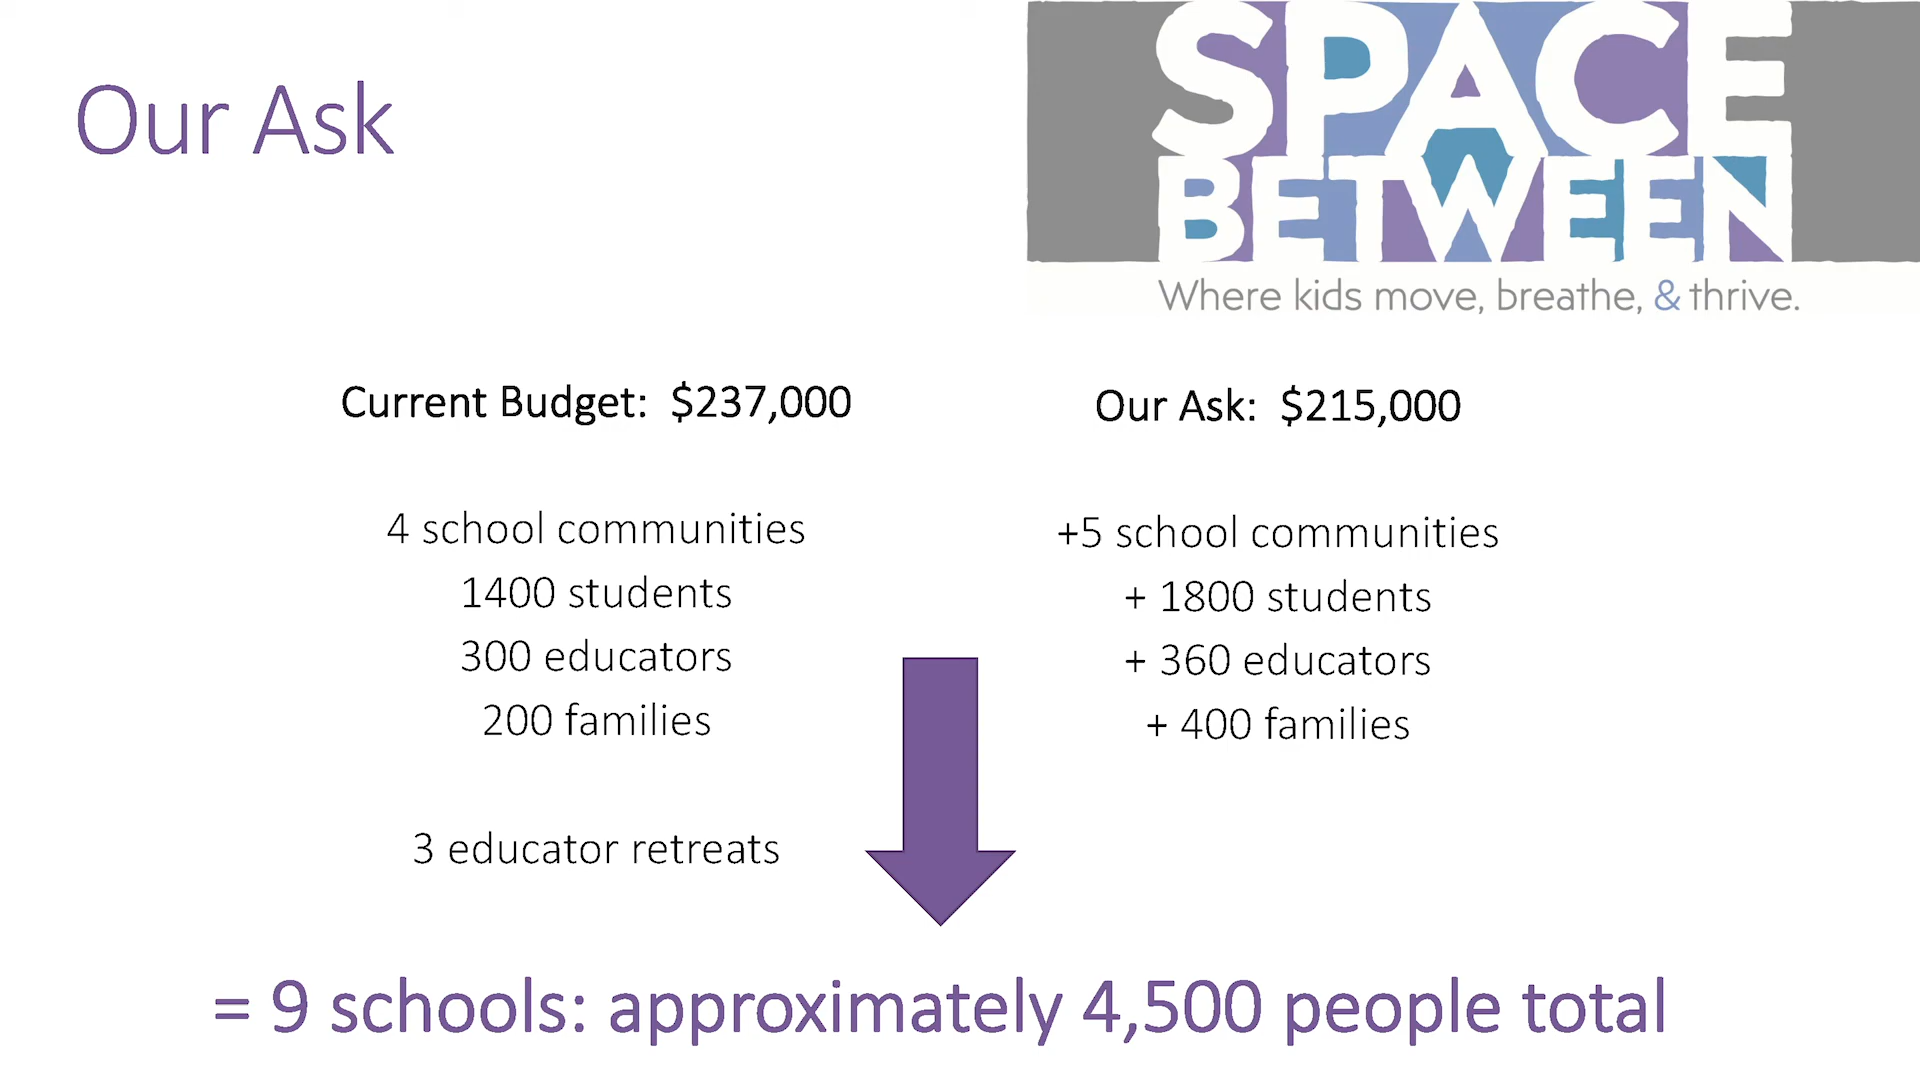 Our Ask
SPACE
BETWEEN
Where kids move, breathe, & thrive.
Current Budget:  $237,000
4 school communities
1400 students
300 educators
200 families
3 educator retreats
Our Ask:  $215,000
+5 school communities
+ 1800 students
+ 360 educators
+ 400 families
= 9 schools: approximately 4,500 people total